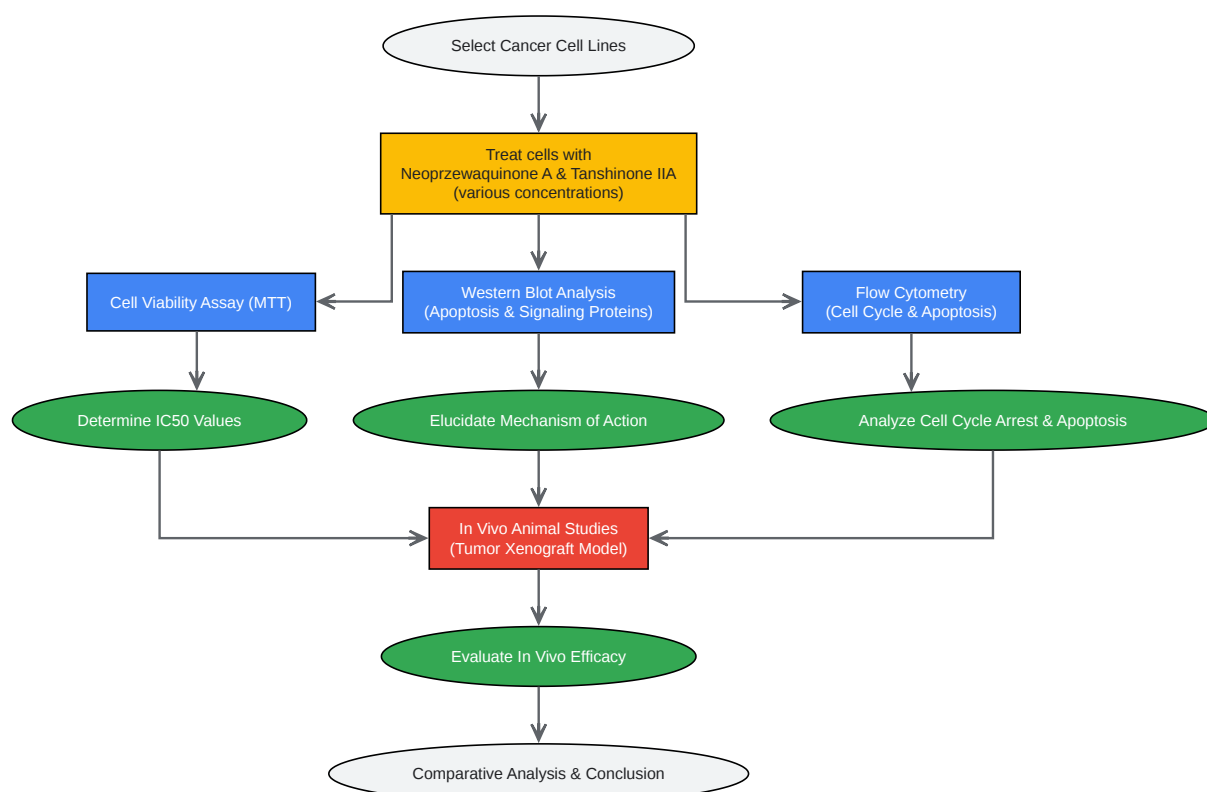 Select Cancer Cell Lines
Treat cells with
Neoprzewaquinone A & Tanshinone IIA
(various concentrations)
Cell Viability Assay (MTT)
Western Blot Analysis
(Apoptosis & Signaling Proteins)
Flow Cytometry
(Cell Cycle & Apoptosis)
Determine IC50 Values
Elucidate Mechanism of Action
Analyze Cell Cycle Arrest & Apoptosis
In Vivo Animal Studies
(Tumor Xenograft Model)
Evaluate In Vivo Efficacy
Comparative Analysis & Conclusion